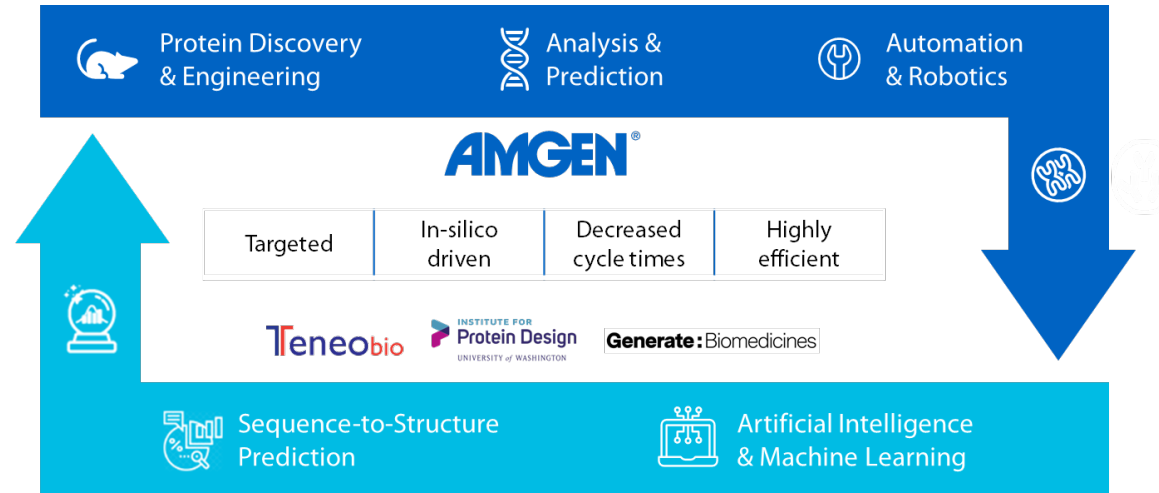 Protein Discovery
& Engineering
Analysis &
Prediction
Automation
& Robotics
AMGEN®
Targeted
In-silico
driven
Decreased
cycle times
Highly
efficient
Teneobio
INSTITUTE FOR
Protein Design
UNIVERSITY of WASHINGTON
Generate:Biomedicines
Sequence-to-Structure
Prediction
Artificial Intelligence
& Machine Learning